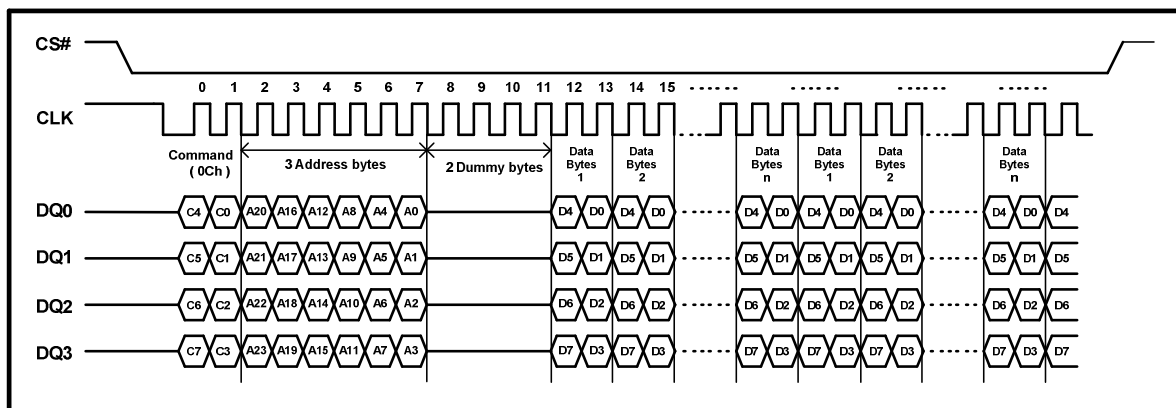 CS#
0 1 2 3 4 5 6 7 8 9 10 11 12 13 14 15
CLK
Command
( 0Ch )
3 Address bytes
2 Dummy bytes
Data
Bytes
1
Data
Bytes
2
Data
Bytes
n
Data
Bytes
1
Data
Bytes
2
Data
Bytes
n
DQ0 C4 C0 A20 A16 A12 A8 A4 A0 D4 D0 D4 D0 D4 D0 D4 D0 D4 D0 D4 D0 D4
DQ1 C5 C1 A21 A17 A13 A9 A5 A1 D5 D1 D5 D1 D5 D1 D5 D1 D5 D1 D5 D1 D5
DQ2 C6 C2 A22 A18 A14 A10 A6 A2 D6 D2 D6 D2 D6 D2 D6 D2 D6 D2 D6 D2 D6
DQ3 C7 C3 A23 A19 A15 A11 A7 A3 D7 D3 D7 D3 D7 D3 D7 D3 D7 D3 D7 D3 D7